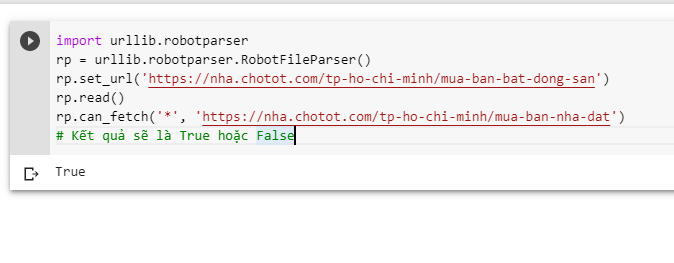 import urllib.robotparser
rp = urllib.robotparser.RobotFileParser()
rp.set_url('https://nha.chotot.com/tp-ho-chi-minh/mua-ban-bat-dong-san')
rp.read()
rp.can_fetch('*', 'https://nha.chotot.com/tp-ho-chi-minh/mua-ban-nha-dat')
# Kết quả sẽ là True hoặc False
True